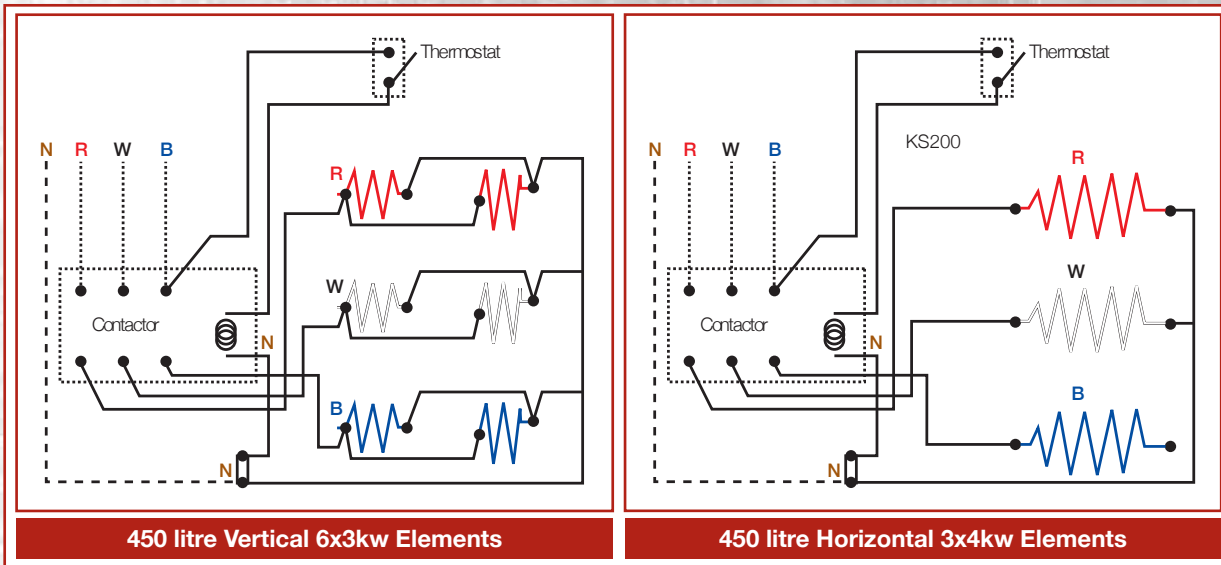 Thermostat
N R W B
R
W
Contactor
N
B
N
450 litre Vertical 6x3kw Elements
Thermostat
KS200
N R W B
R
W
Contactor
N
B
N
450 litre Horizontal 3x4kw Elements